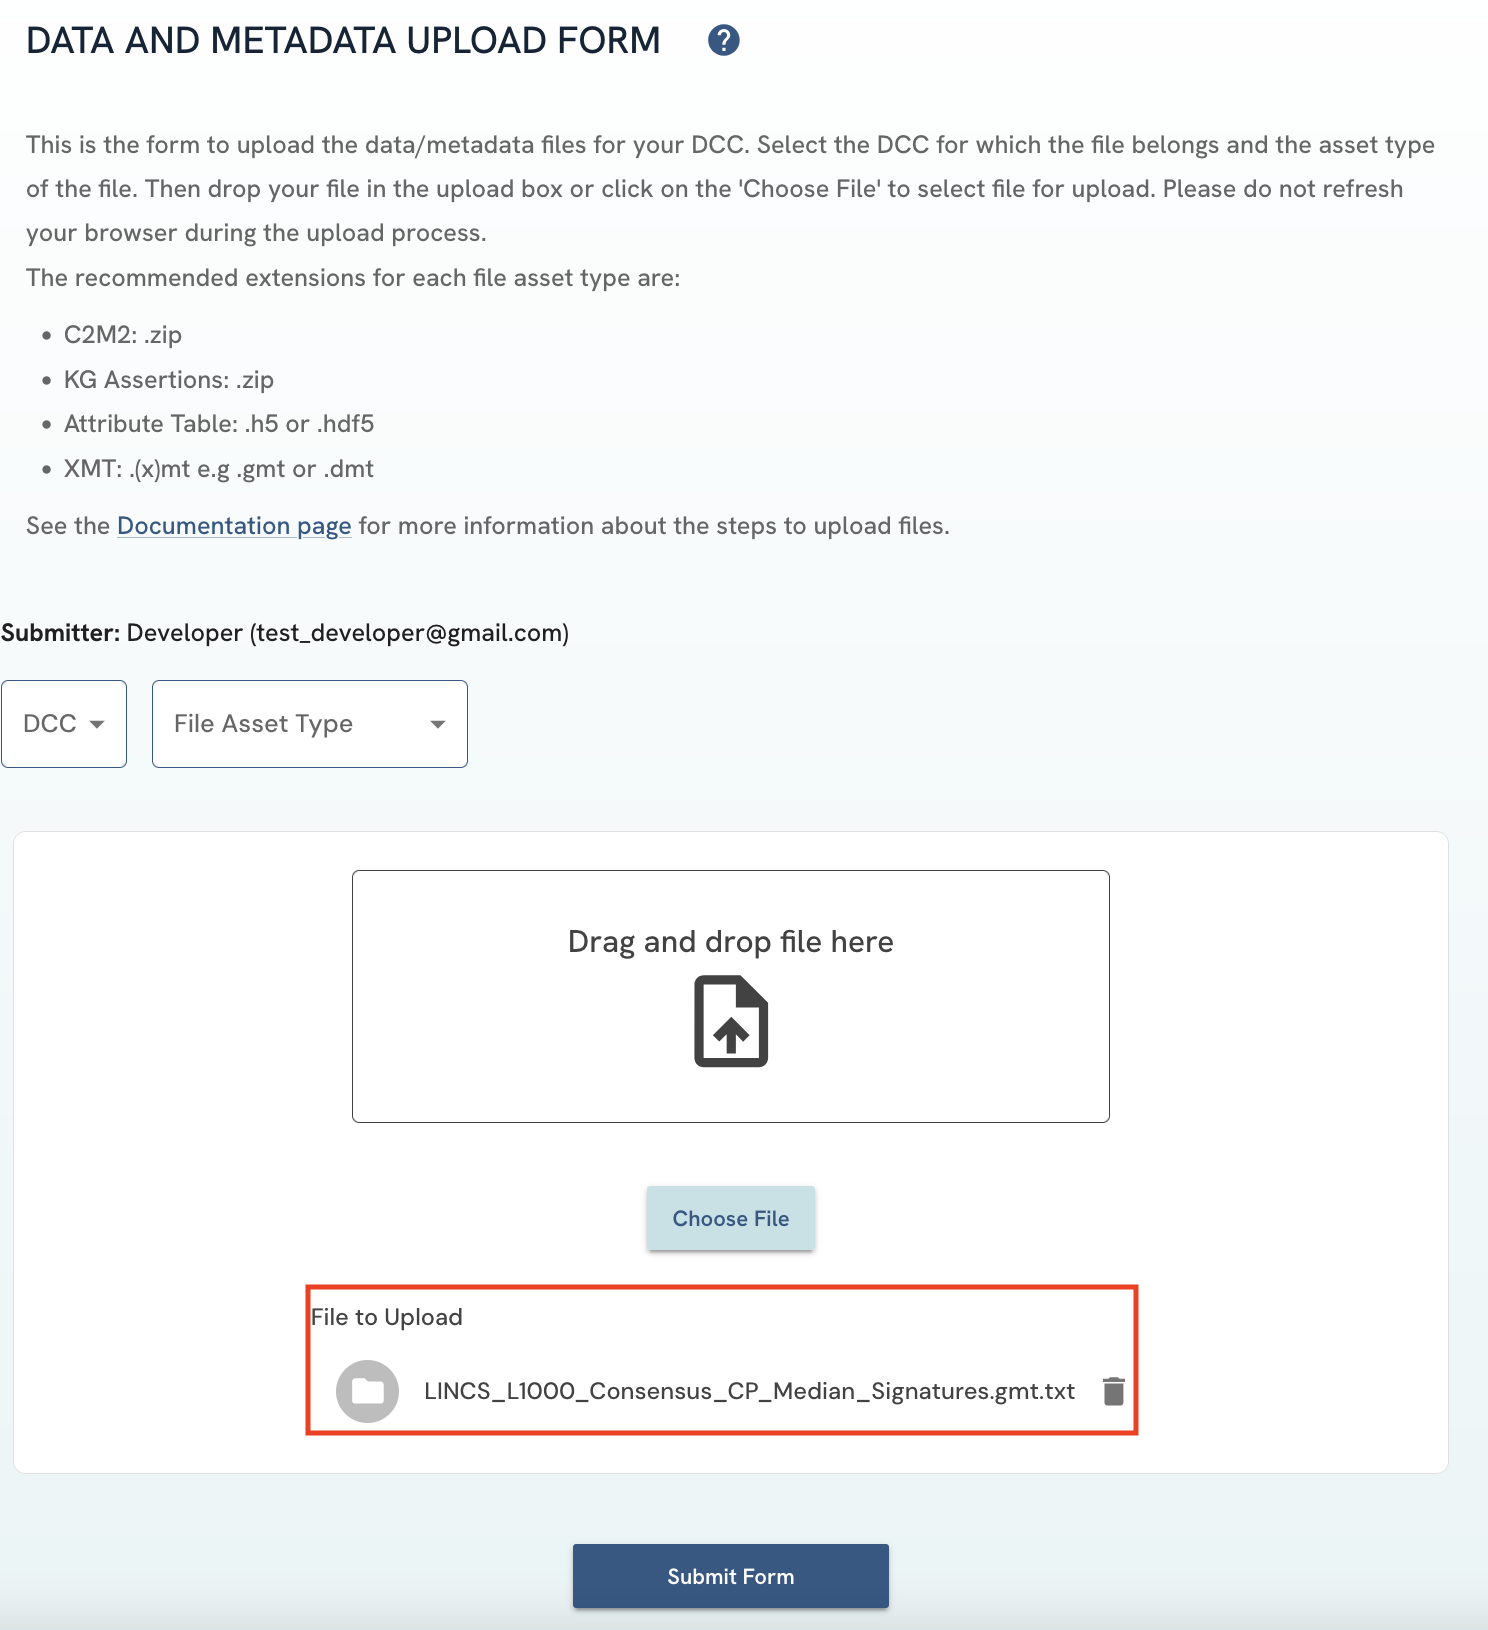 DATA AND METADATA UPLOAD FORM ?
This is the form to upload the data/metadata files for your DCC. Select the DCC for which the file belongs and the asset type
of the file. Then drop your file in the upload box or click on the 'Choose File' to select file for upload. Please do not refresh
your browser during the upload process.
The recommended extensions for each file asset type are:
• C2M2: .zip
• KG Assertions: .zip
• Attribute Table: .h5 or .hdf5
• XMT: .(x)mt e.g .gmt or .dmt
See the Documentation page for more information about the steps to upload files.
Submitter: Developer (test_developer@gmail.com)
DCC File Asset Type
Drag and drop file here
Choose File
File to Upload
LINCS_L1000_Consensus_CP_Median_Signatures.gmt.txt
Submit Form